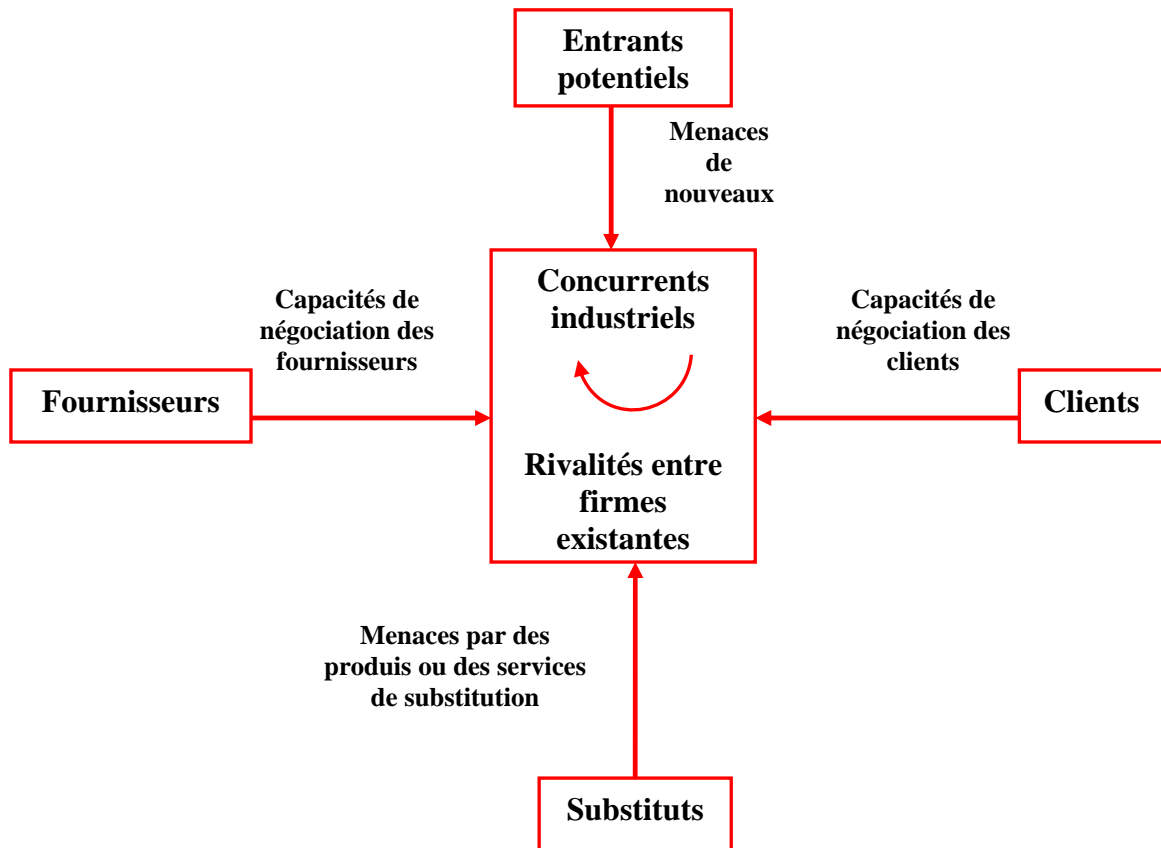 Entrants
potentiels
Menaces
de
nouveaux
Concurrents
industriels
Capacités de
négociation des
fournisseurs
Capacités de
négociation des
clients
Fournisseurs
Clients
Rivalités entre
firmes
existantes
Menaces par des
produis ou des services
de substitution
Substituts